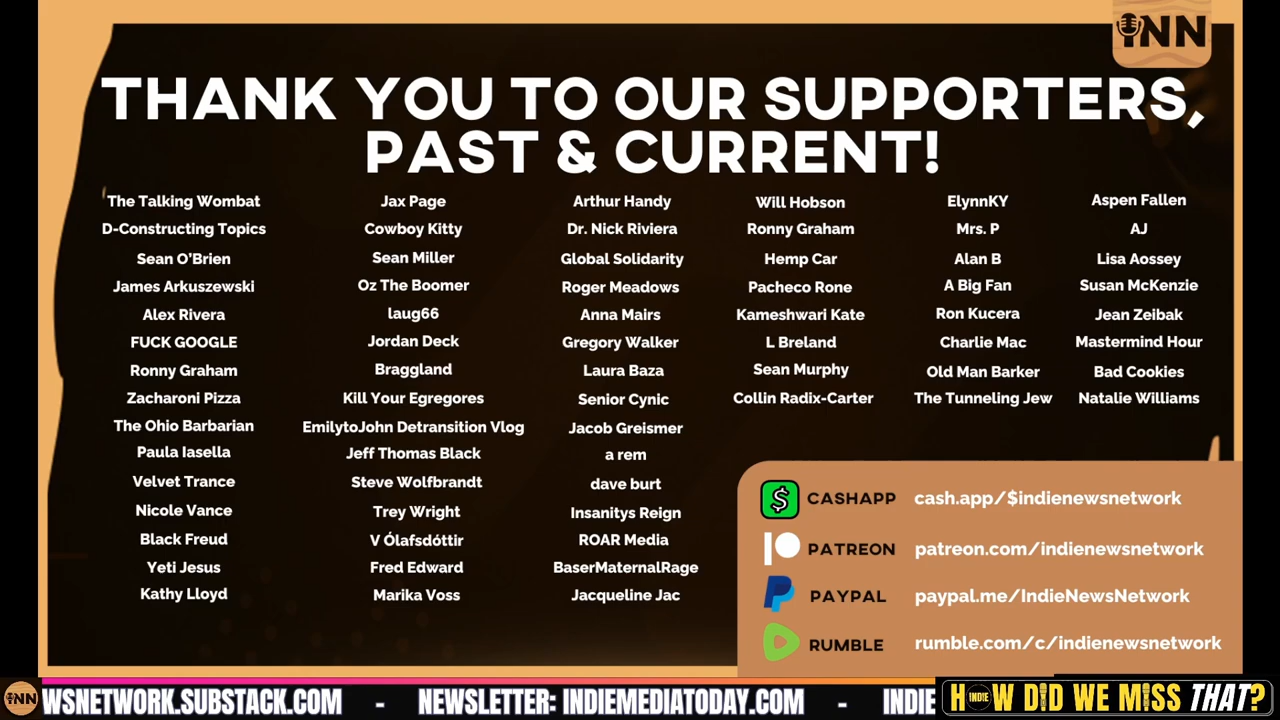 iNN
THANK YOU TO OUR SUPPORTERS,
PAST & CURRENT!
The Talking Wombat
D-Constructing Topics
Sean O'Brien
James Arkuszewski
Alex Rivera
FUCK GOOGLE
Ronny Graham
Zacharoni Pizza
The Ohio Barbarian
Paula Iasella
Velvet Trance
Nicole Vance
Black Freud
Yeti Jesus
Kathy Lloyd
Jax Page
Cowboy Kitty
Sean Miller
Oz The Boomer
laug66
Jordan Deck
Braggland
Kill Your Egregores
EmilytoJohn Detransition Vlog
Jeff Thomas Black
Steve Wolfbrandt
Trey Wright
V Ólafsdóttir
Fred Edward
Marika Voss
Arthur Handy
Dr. Nick Riviera
Global Solidarity
Roger Meadows
Anna Mairs
Gregory Walker
Laura Baza
Senior Cynic
Jacob Greismer
a rem
dave burt
Insanitys Reign
ROAR Media
BaserMaternalRage
Jacqueline Jac
Will Hobson
Ronny Graham
Hemp Car
Pacheco Rone
Kameshwari Kate
L Breland
Sean Murphy
Collin Radix-Carter
ElynnKY
Mrs. P
Alan B
A Big Fan
Ron Kucera
Charlie Mac
Old Man Barker
The Tunneling Jew
Aspen Fallen
AJ
Lisa Aossey
Susan McKenzie
Jean Zeibak
Mastermind Hour
Bad Cookies
Natalie Williams
CASHAPP cash.app/$indienewsnetwork
PATREON patreon.com/indienewsnetwork
PAYPAL paypal.me/IndieNewsNetwork
RUMBLE rumble.com/c/indienewsnetwork
iNN WSNETWORK.SUBSTACK.COM - NEWSLETTER: INDIEMEDIATODAY.COM - INDIE
HOW DID WE MISS THAT?
INDIE